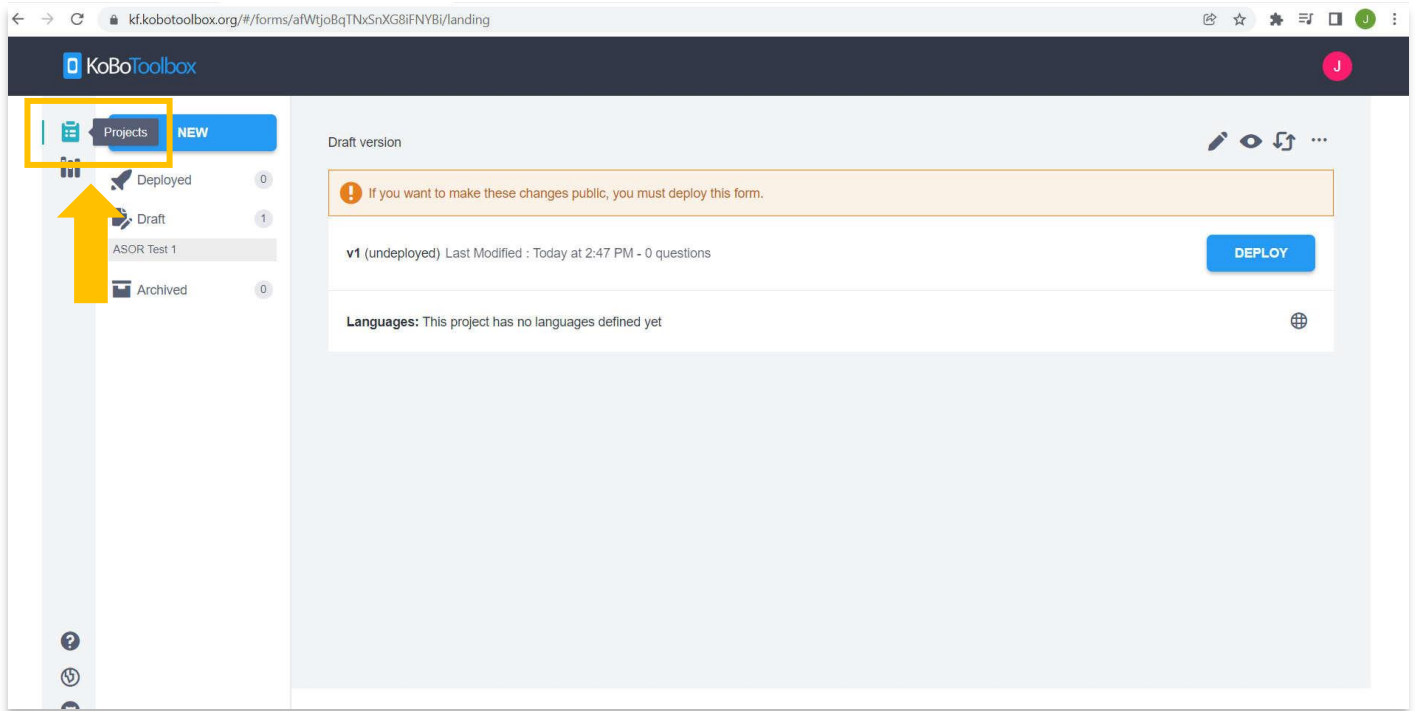 kf.kobotoolbox.org/#/forms/afWtjoBqTNxSnXG8iFNYBi/landing
J
KoBoToolbox
J
Projects
NEW
Deployed 0
Draft 1
ASOR Test 1
Archived 0
Draft version
If you want to make these changes public, you must deploy this form.
v1 (undeployed) Last Modified : Today at 2:47 PM - 0 questions
DEPLOY
Languages: This project has no languages defined yet